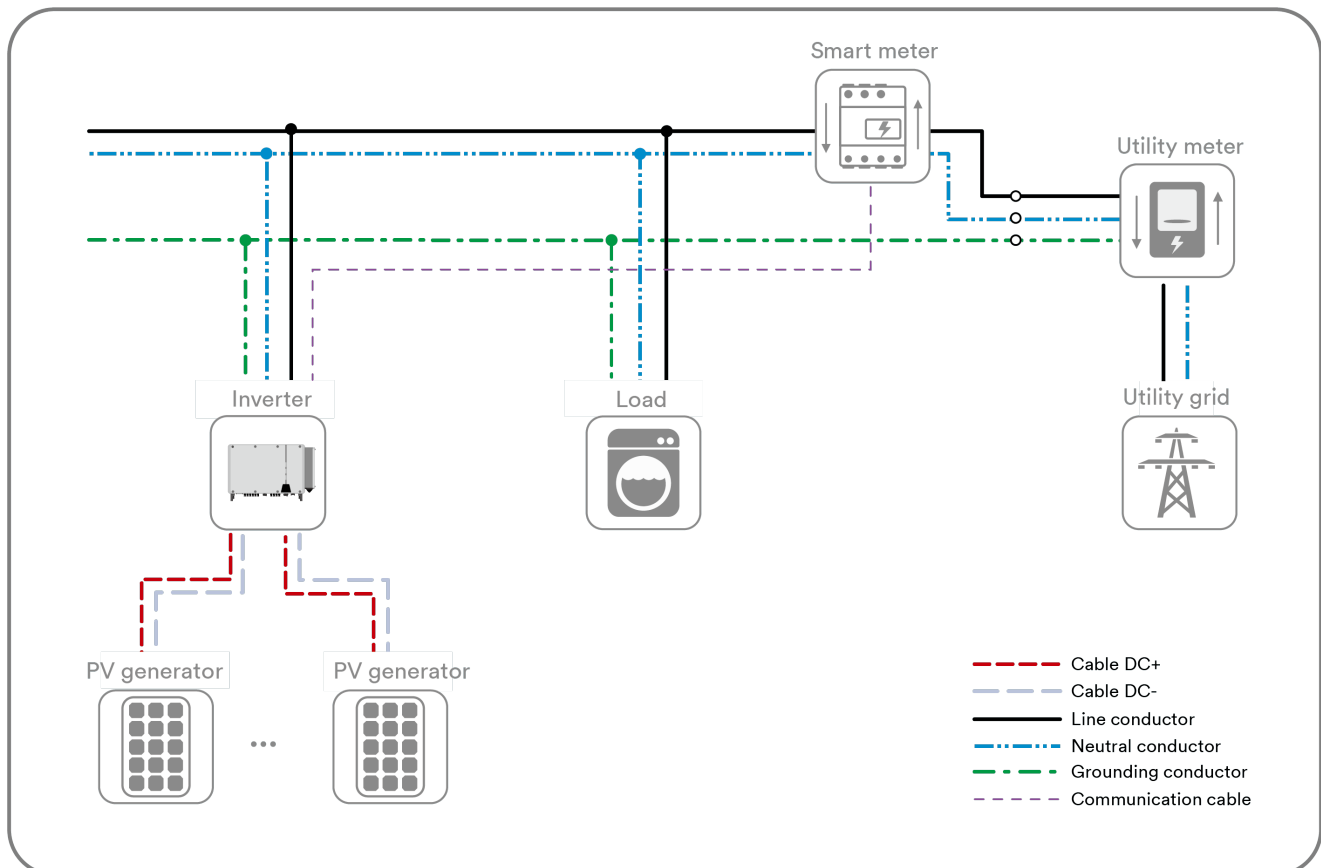 Smart meter
Utility meter
Inverter
Load
Utility grid
PV generator
PV generator
Cable DC+
Cable DC-
Line conductor
Neutral conductor
Grounding conductor
Communication cable